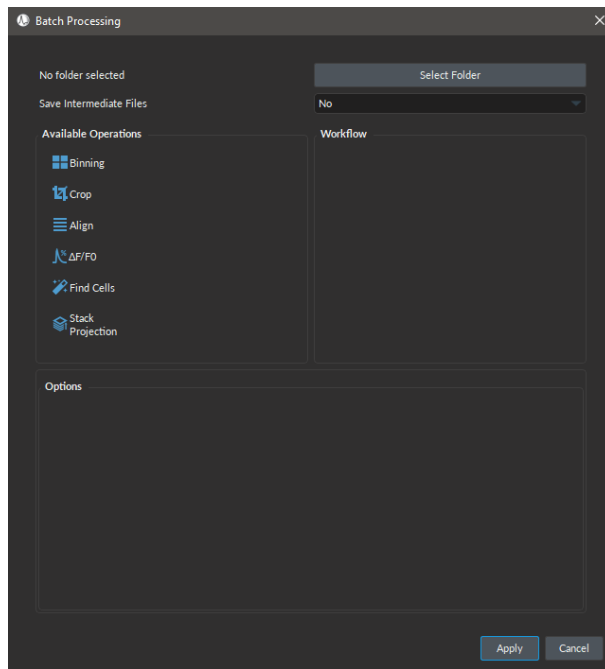 Batch Processing
No folder selected
Select Folder
Save Intermediate Files
No
Available Operations
Workflow
Binning
Crop
Align
ΔF/F0
Find Cells
Stack
Projection
Options
Apply
Cancel